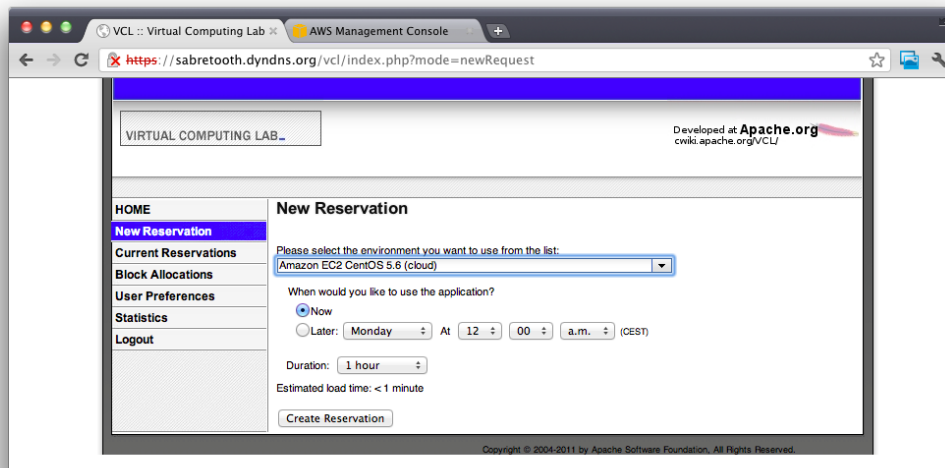 VCL :: Virtual Computing Lab
AWS Management Console
https://sabretooth.dyndns.org/vcl/index.php?mode=newRequest
VIRTUAL COMPUTING LAB_
Developed at Apache.org
cwiki.apache.org/VCL/
HOME
New Reservation
Current Reservations
Block Allocations
User Preferences
Statistics
Logout
New Reservation
Please select the environment you want to use from the list:
Amazon EC2 CentOS 5.6 (cloud)
When would you like to use the application?
Now
Later: Monday At 12 00 a.m. (CEST)
Duration: 1 hour
Estimated load time: < 1 minute
Create Reservation
Copyright © 2004-2011 by Apache Software Foundation, All Rights Reserved.